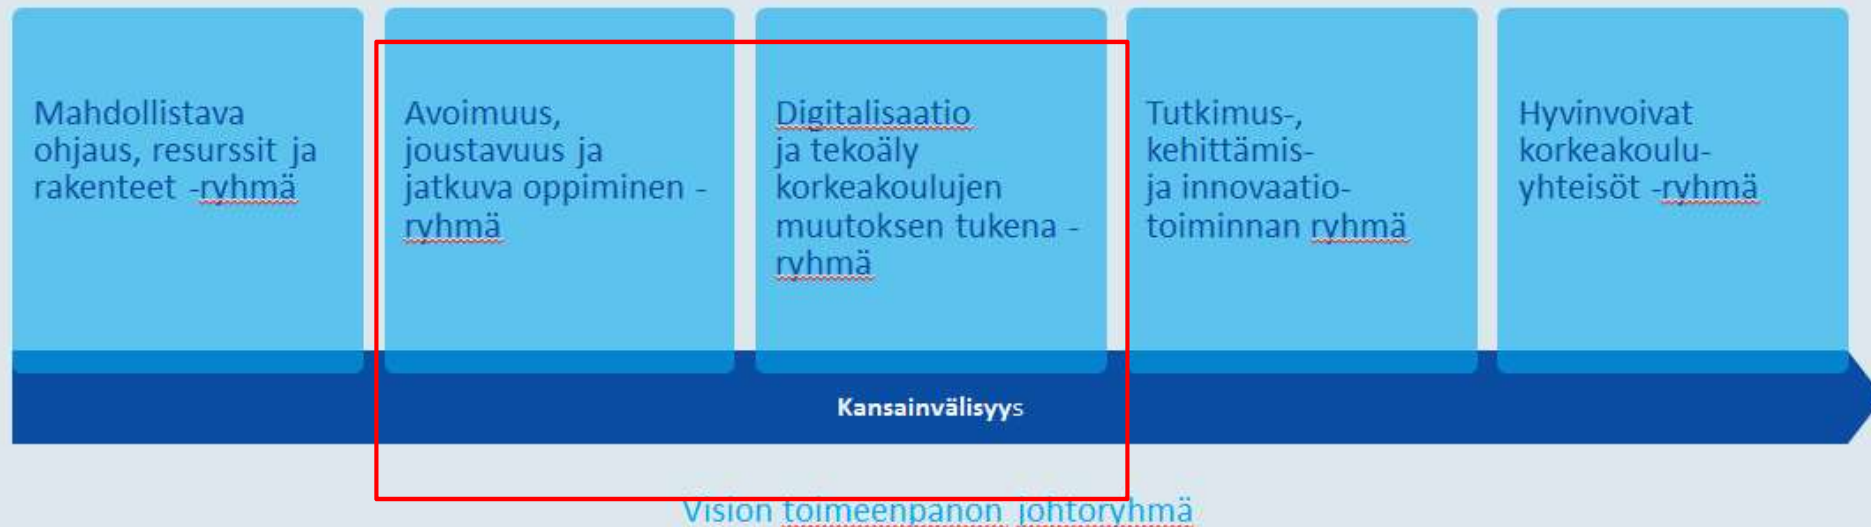 Mahdollistava
ohjaus, resurssit ja
rakenteet -ryhmä
Avoimuus,
joustavuus ja
jatkuva oppiminen -
ryhmä
Digitalisaatio
ja tekoäly
korkeakoulujen
muutoksen tukena -
ryhmä
Tutkimus-,
kehittämis-
ja innovaatio-
toiminnan ryhmä
Hyvinvoivat
korkeakoulu-
yhteisöt -ryhmä
Kansainvälisyys
Vision toimeenpanon johtoryhmä